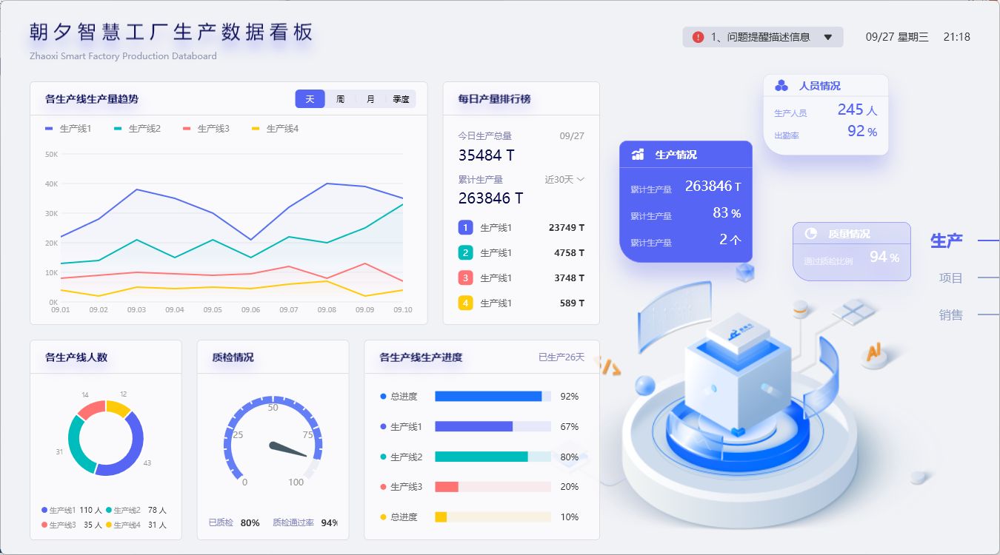 朝夕智慧工厂生产数据看板
Zhaoxi Smart Factory Production Databoard
! 1、问题提醒描述信息
09/27 星期三 21:18
各生产线生产量趋势
天 周 月 季度
生产线1 生产线2 生产线3 生产线4
50K
40K
30K
20K
10K
0K
09.01 09.02 09.03 09.04 09.05 09.06 09.07 09.08 09.09 09.10
每日产量排行榜
今日生产总量 09/27
35484 T
累计生产量 近30天
263846 T
1 生产线1 23749 T
2 生产线1 4758 T
3 生产线1 3748 T
4 生产线1 589 T
人员情况
生产人员 245 人
出勤率 92 %
生产情况
累计生产量 263846 T
累计生产量 83 %
累计生产量 2 个
质量情况
通过质检比例 94 %
生产
项目
销售
各生产线人数
14 12
31
43
生产线1 110 人 生产线2 78 人
生产线3 35 人 生产线4 31 人
质检情况
0 25 50 75 100
已质检 80% 质检通过率 94%
各生产线生产进度 已生产26天
总进度 92%
生产线1 67%
生产线2 80%
生产线3 20%
总进度 10%
AI